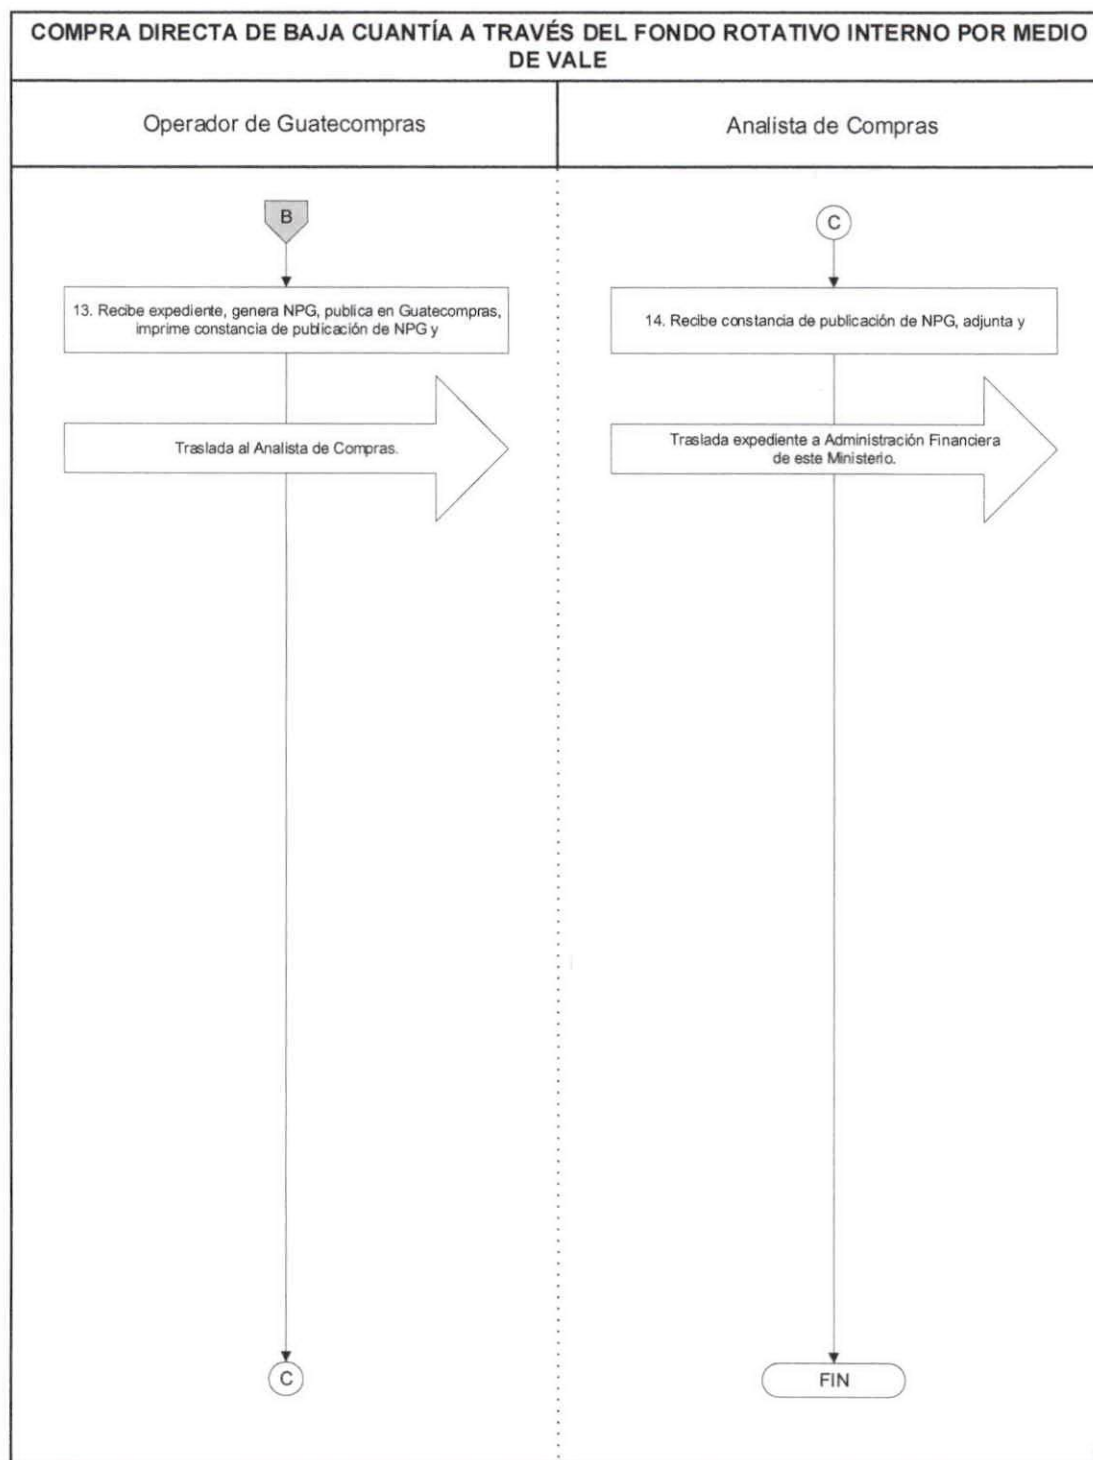 COMPRA DIRECTA DE BAJA CUANTÍA A TRAVÉS DEL FONDO ROTATIVO INTERNO POR MEDIO
DE VALE
Operador de Guatecompras
Analista de Compras
B
13. Recibe expediente, genera NPG, publica en Guatecompras,
imprime constancia de publicación de NPG y
Traslada al Analista de Compras.
C
C
14. Recibe constancia de publicación de NPG, adjunta y
Traslada expediente a Administración Financiera
de este Ministerio.
FIN